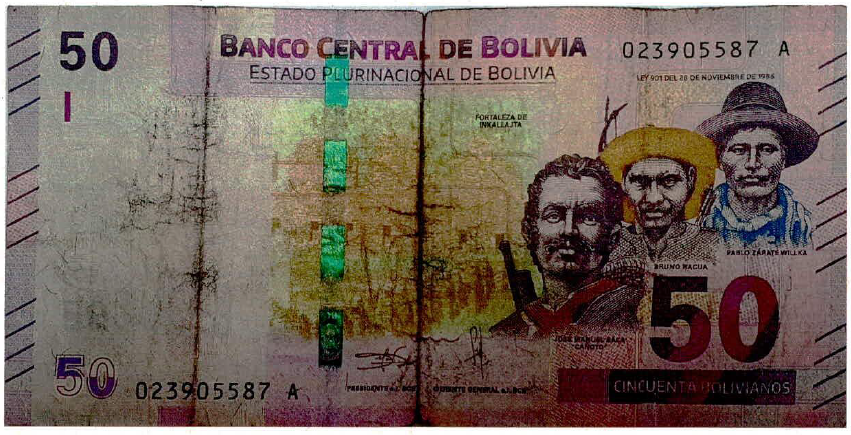 50
BANCO CENTRAL DE BOLIVIA
023905587 A
ESTADO PLURINACIONAL DE BOLIVIA
LEY 901 DEL 28 DE NOVIEMBRE DE 1986
FORTALEZA DE
INKALLAJTA
PABLO ZÁRATE WILLKA
BRUNO RACUA
50
JOSÉ MANUEL BACA
"CAÑOTO"
50
023905587 A
PRESIDENTE a.i. BCB
GERENTE GENERAL a.i. BCB
CINCUENTA BOLIVIANOS